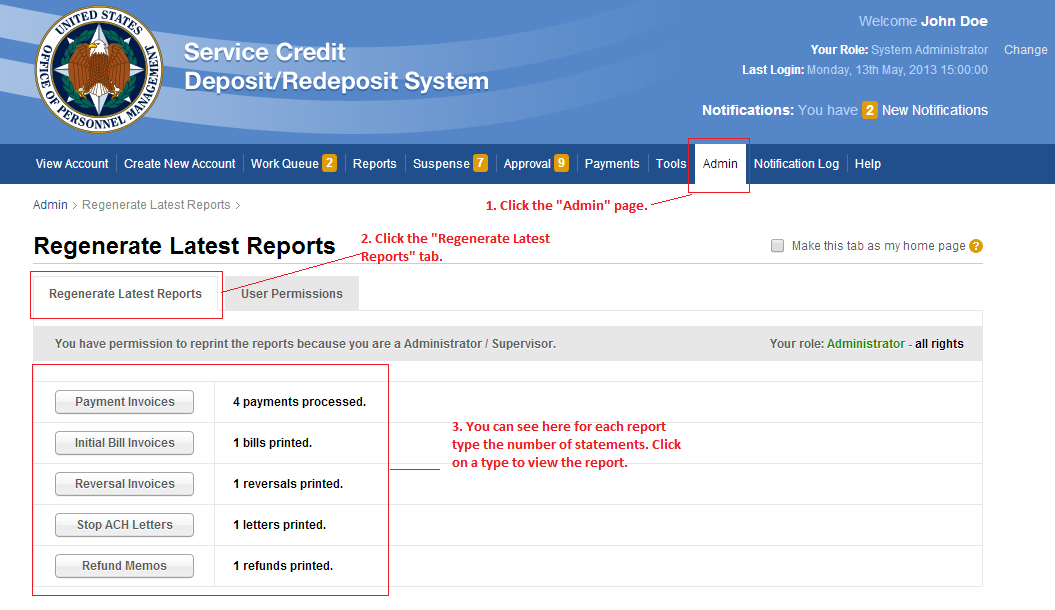 UNITED STATES
OFFICE OF PERSONNEL MANAGEMENT
Service Credit
Deposit/Redeposit System
Welcome John Doe
Your Role: System Administrator Change
Last Login: Monday, 13th May, 2013 15:00:00
Notifications: You have 2 New Notifications
View Account Create New Account Work Queue 2 Reports Suspense 7 Approval 9 Payments Tools Admin Notification Log Help
Admin > Regenerate Latest Reports >
1. Click the "Admin" page.
Regenerate Latest Reports
2. Click the "Regenerate Latest
Reports" tab.
Make this tab as my home page ?
Regenerate Latest Reports User Permissions
You have permission to reprint the reports because you are a Administrator / Supervisor. Your role: Administrator - all rights
Payment Invoices 4 payments processed.
Initial Bill Invoices 1 bills printed.
Reversal Invoices 1 reversals printed.
Stop ACH Letters 1 letters printed.
Refund Memos 1 refunds printed.
3. You can see here for each report
type the number of statements. Click
on a type to view the report.